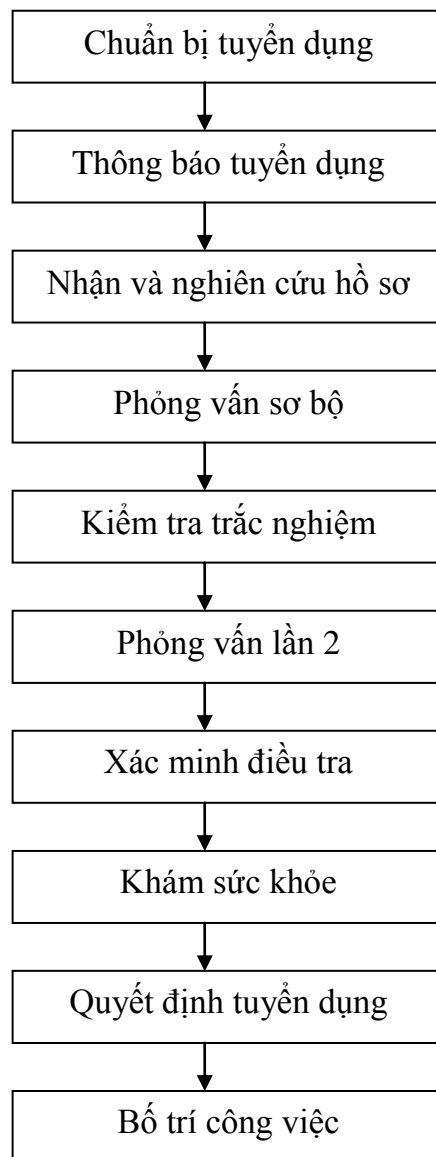 Chuẩn bị tuyển dụng
Thông báo tuyển dụng
Nhận và nghiên cứu hồ sơ
Phỏng vấn sơ bộ
Kiểm tra trắc nghiệm
Phỏng vấn lần 2
Xác minh điều tra
Khám sức khỏe
Quyết định tuyển dụng
Bố trí công việc